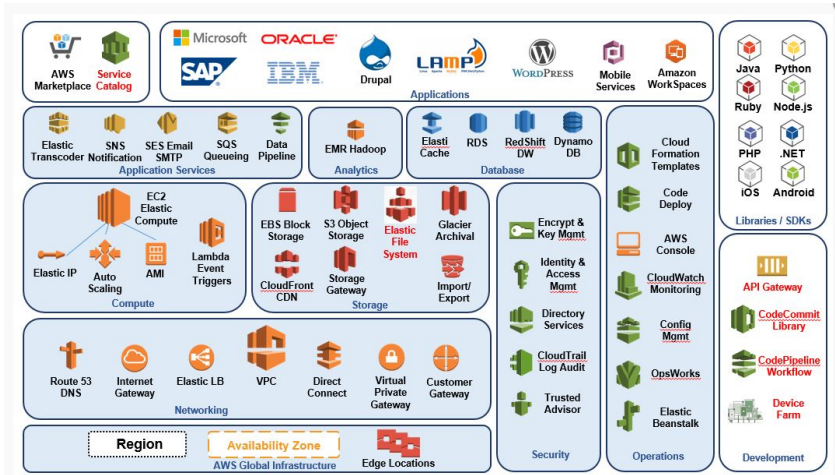 AWS
Marketplace
Service
Catalog
Microsoft
ORACLE
SAP
IBM
Drupal
LAMP
WORDPRESS
Mobile
Services
Amazon
WorkSpaces
Applications
Java
Python
Ruby
Node.js
PHP
.NET
iOS
Android
Libraries / SDKs
Elastic
Transcoder
SNS
Notification
SES Email
SMTP
SQS
Queueing
Data
Pipeline
Application Services
EMR Hadoop
Analytics
Elasti
Cache
RDS
RedShift
DW
Dynamo
DB
Database
EC2
Elastic
Compute
Elastic IP
Auto
Scaling
AMI
Lambda
Event
Triggers
Compute
EBS Block
Storage
S3 Object
Storage
Elastic
File
System
Glacier
Archival
CloudFront
CDN
Storage
Gateway
Import/
Export
Storage
Route 53
DNS
Internet
Gateway
Elastic LB
VPC
Direct
Connect
Virtual
Private
Gateway
Customer
Gateway
Networking
Region
Availability Zone
Edge Locations
AWS Global Infrastructure
Encrypt &
Key Mgmt
Identity &
Access
Mgmt
Directory
Services
CloudTrail
Log Audit
Trusted
Advisor
Security
Cloud
Formation
Templates
Code
Deploy
AWS
Console
CloudWatch
Monitoring
Config
Mgmt
OpsWorks
Elastic
Beanstalk
Operations
API Gateway
CodeCommit
Library
CodePipeline
Workflow
Device
Farm
Development